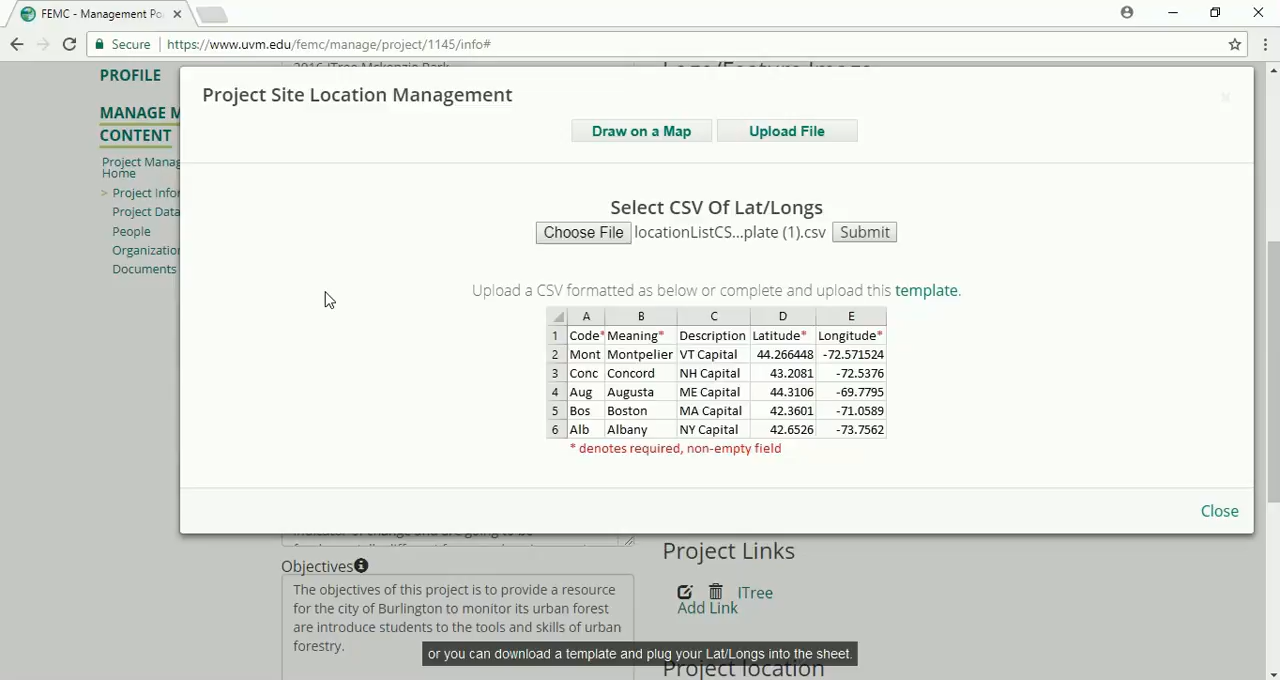 FEMC - Management Po
Secure
https://www.uvm.edu/femc/manage/project/1145/info#
PROFILE
MANAGE M
CONTENT
Project Manag
Home
> Project Infor
Project Data
People
Organization
Documents
Project Site Location Management
Draw on a Map
Upload File
Select CSV Of Lat/Longs
Choose File locationListCS...plate (1).csv Submit
Upload a CSV formatted as below or complete and upload this template.
A B C D E
1 Code* Meaning* Description Latitude* Longitude*
2 Mont Montpelier VT Capital 44.266448 -72.571524
3 Conc Concord NH Capital 43.2081 -72.5376
4 Aug Augusta ME Capital 44.3106 -69.7795
5 Bos Boston MA Capital 42.3601 -71.0589
6 Alb Albany NY Capital 42.6526 -73.7562
* denotes required, non-empty field
Close
Objectives
The objectives of this project is to provide a resource
for the city of Burlington to monitor its urban forest
are introduce students to the tools and skills of urban
forestry.
Project Links
ITree
Add Link
Project location
or you can download a template and plug your Lat/Longs into the sheet.